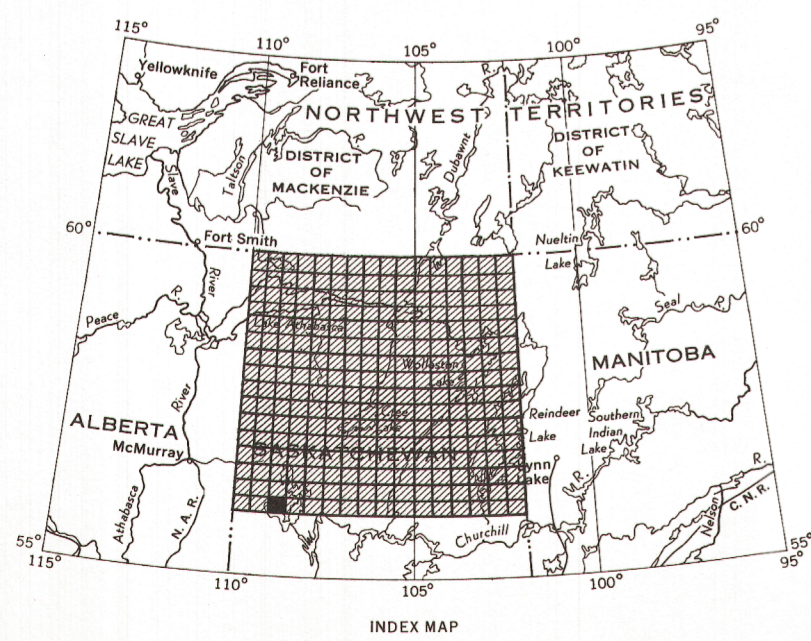 115°
110°
105°
100°
95°
Yellowknife
Fort
Reliance
R.
NORTHWEST TERRITORIES
GREAT
SLAVE
LAKE
Slave
Taltson
DISTRICT
OF
MACKENZIE
Dubawnt
DISTRICT
OF
KEEWATIN
60°
Fort Smith
Nueltin
Lake
60°
River
R.
Peace
Lake Athabasca
Seal R.
Wollaston
Lake
MANITOBA
River
ALBERTA
McMurray
Cree
Lake
SASKATCHEWAN
Reindeer
Lake
Southern
Indian
Lake
Lynn
Lake
R.
Athabasca
N.A.R.
Churchill
Nelson
C.N.R.
55°
115°
110°
105°
100°
55°
95°
INDEX MAP